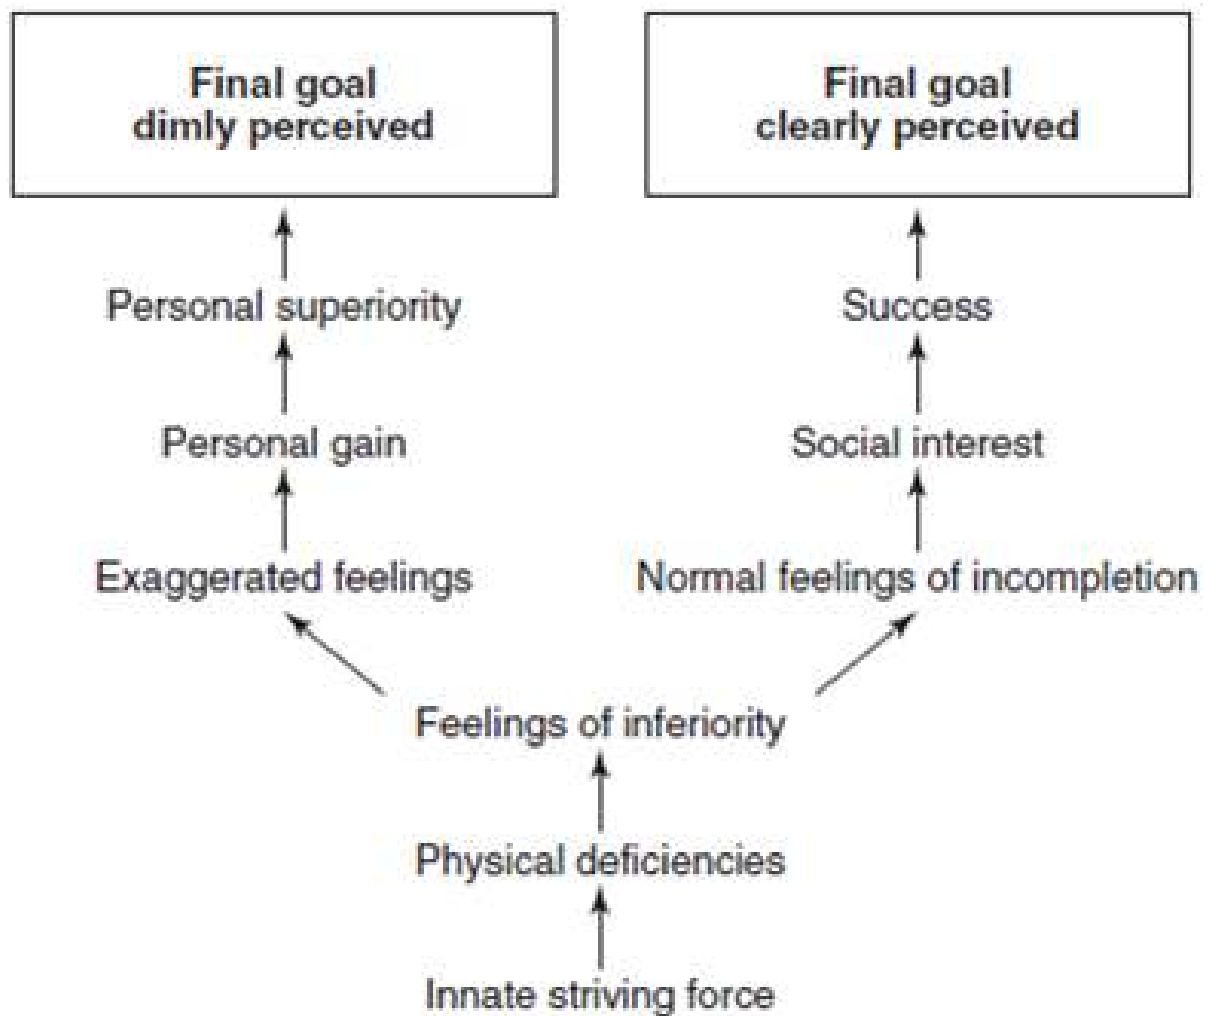 Final goal
dimly perceived
Final goal
clearly perceived
Personal superiority
Success
Personal gain
Social interest
Exaggerated feelings
Normal feelings of incompletion
Feelings of inferiority
Physical deficiencies
Innate striving force